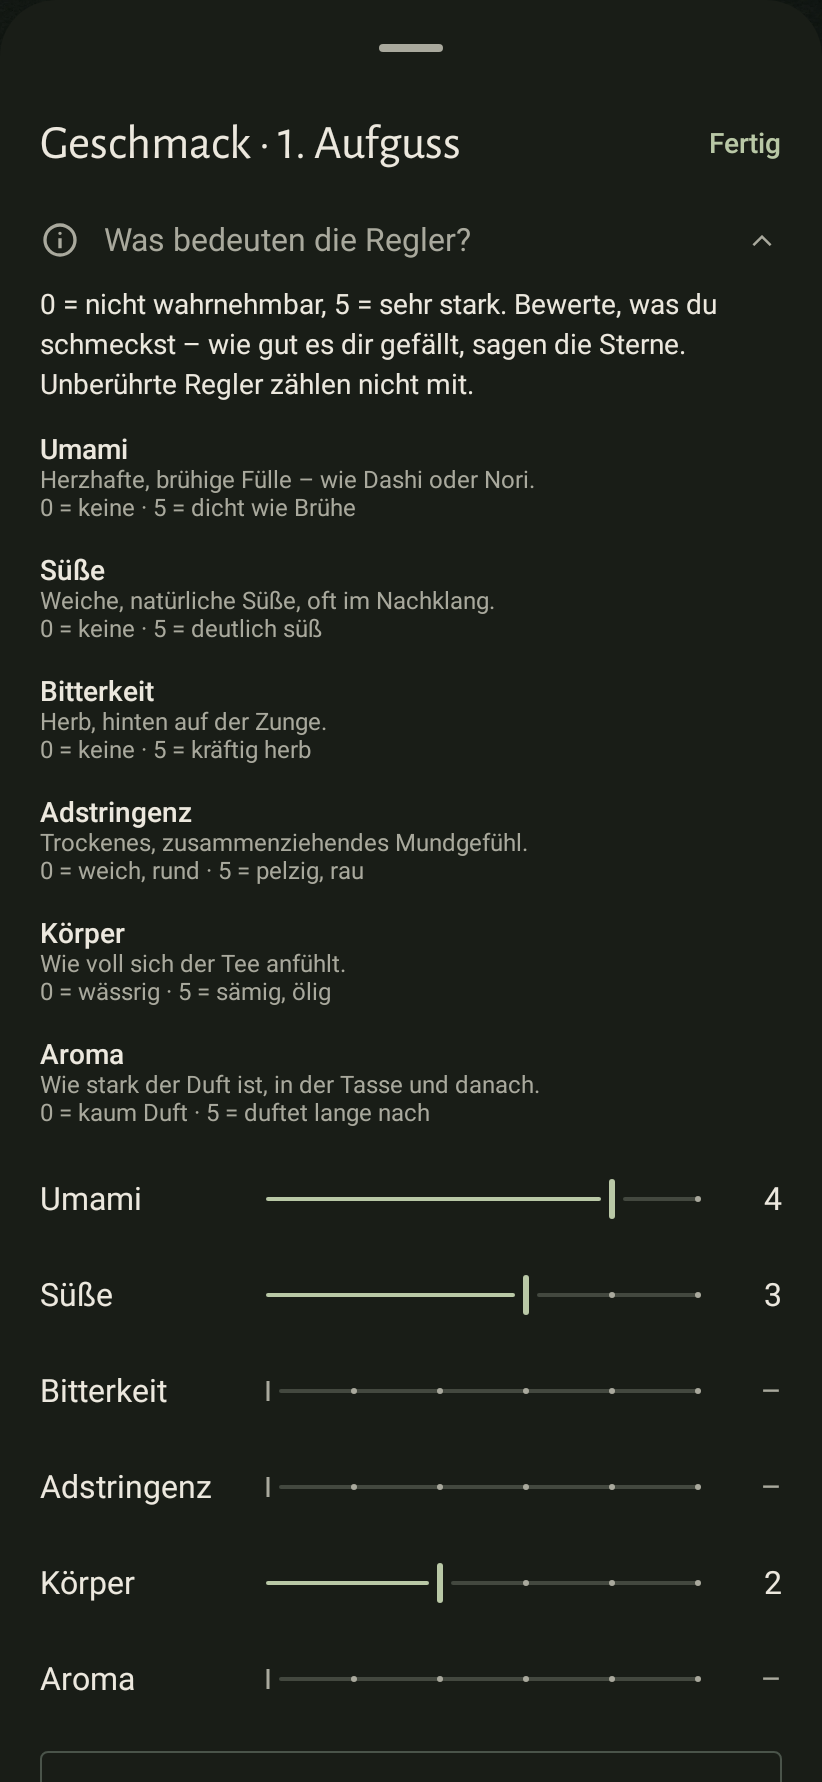 Geschmack · 1. Aufguss
Fertig
Was bedeuten die Regler?
0 = nicht wahrnehmbar, 5 = sehr stark. Bewerte, was du
schmeckst – wie gut es dir gefällt, sagen die Sterne.
Unberührte Regler zählen nicht mit.
Umami
Herzhafte, brühige Fülle – wie Dashi oder Nori.
0 = keine · 5 = dicht wie Brühe
Süße
Weiche, natürliche Süße, oft im Nachklang.
0 = keine · 5 = deutlich süß
Bitterkeit
Herb, hinten auf der Zunge.
0 = keine · 5 = kräftig herb
Adstringenz
Trockenes, zusammenziehendes Mundgefühl.
0 = weich, rund · 5 = pelzig, rau
Körper
Wie voll sich der Tee anfühlt.
0 = wässrig · 5 = sämig, ölig
Aroma
Wie stark der Duft ist, in der Tasse und danach.
0 = kaum Duft · 5 = duftet lange nach
Umami 4
Süße 3
Bitterkeit –
Adstringenz –
Körper 2
Aroma –